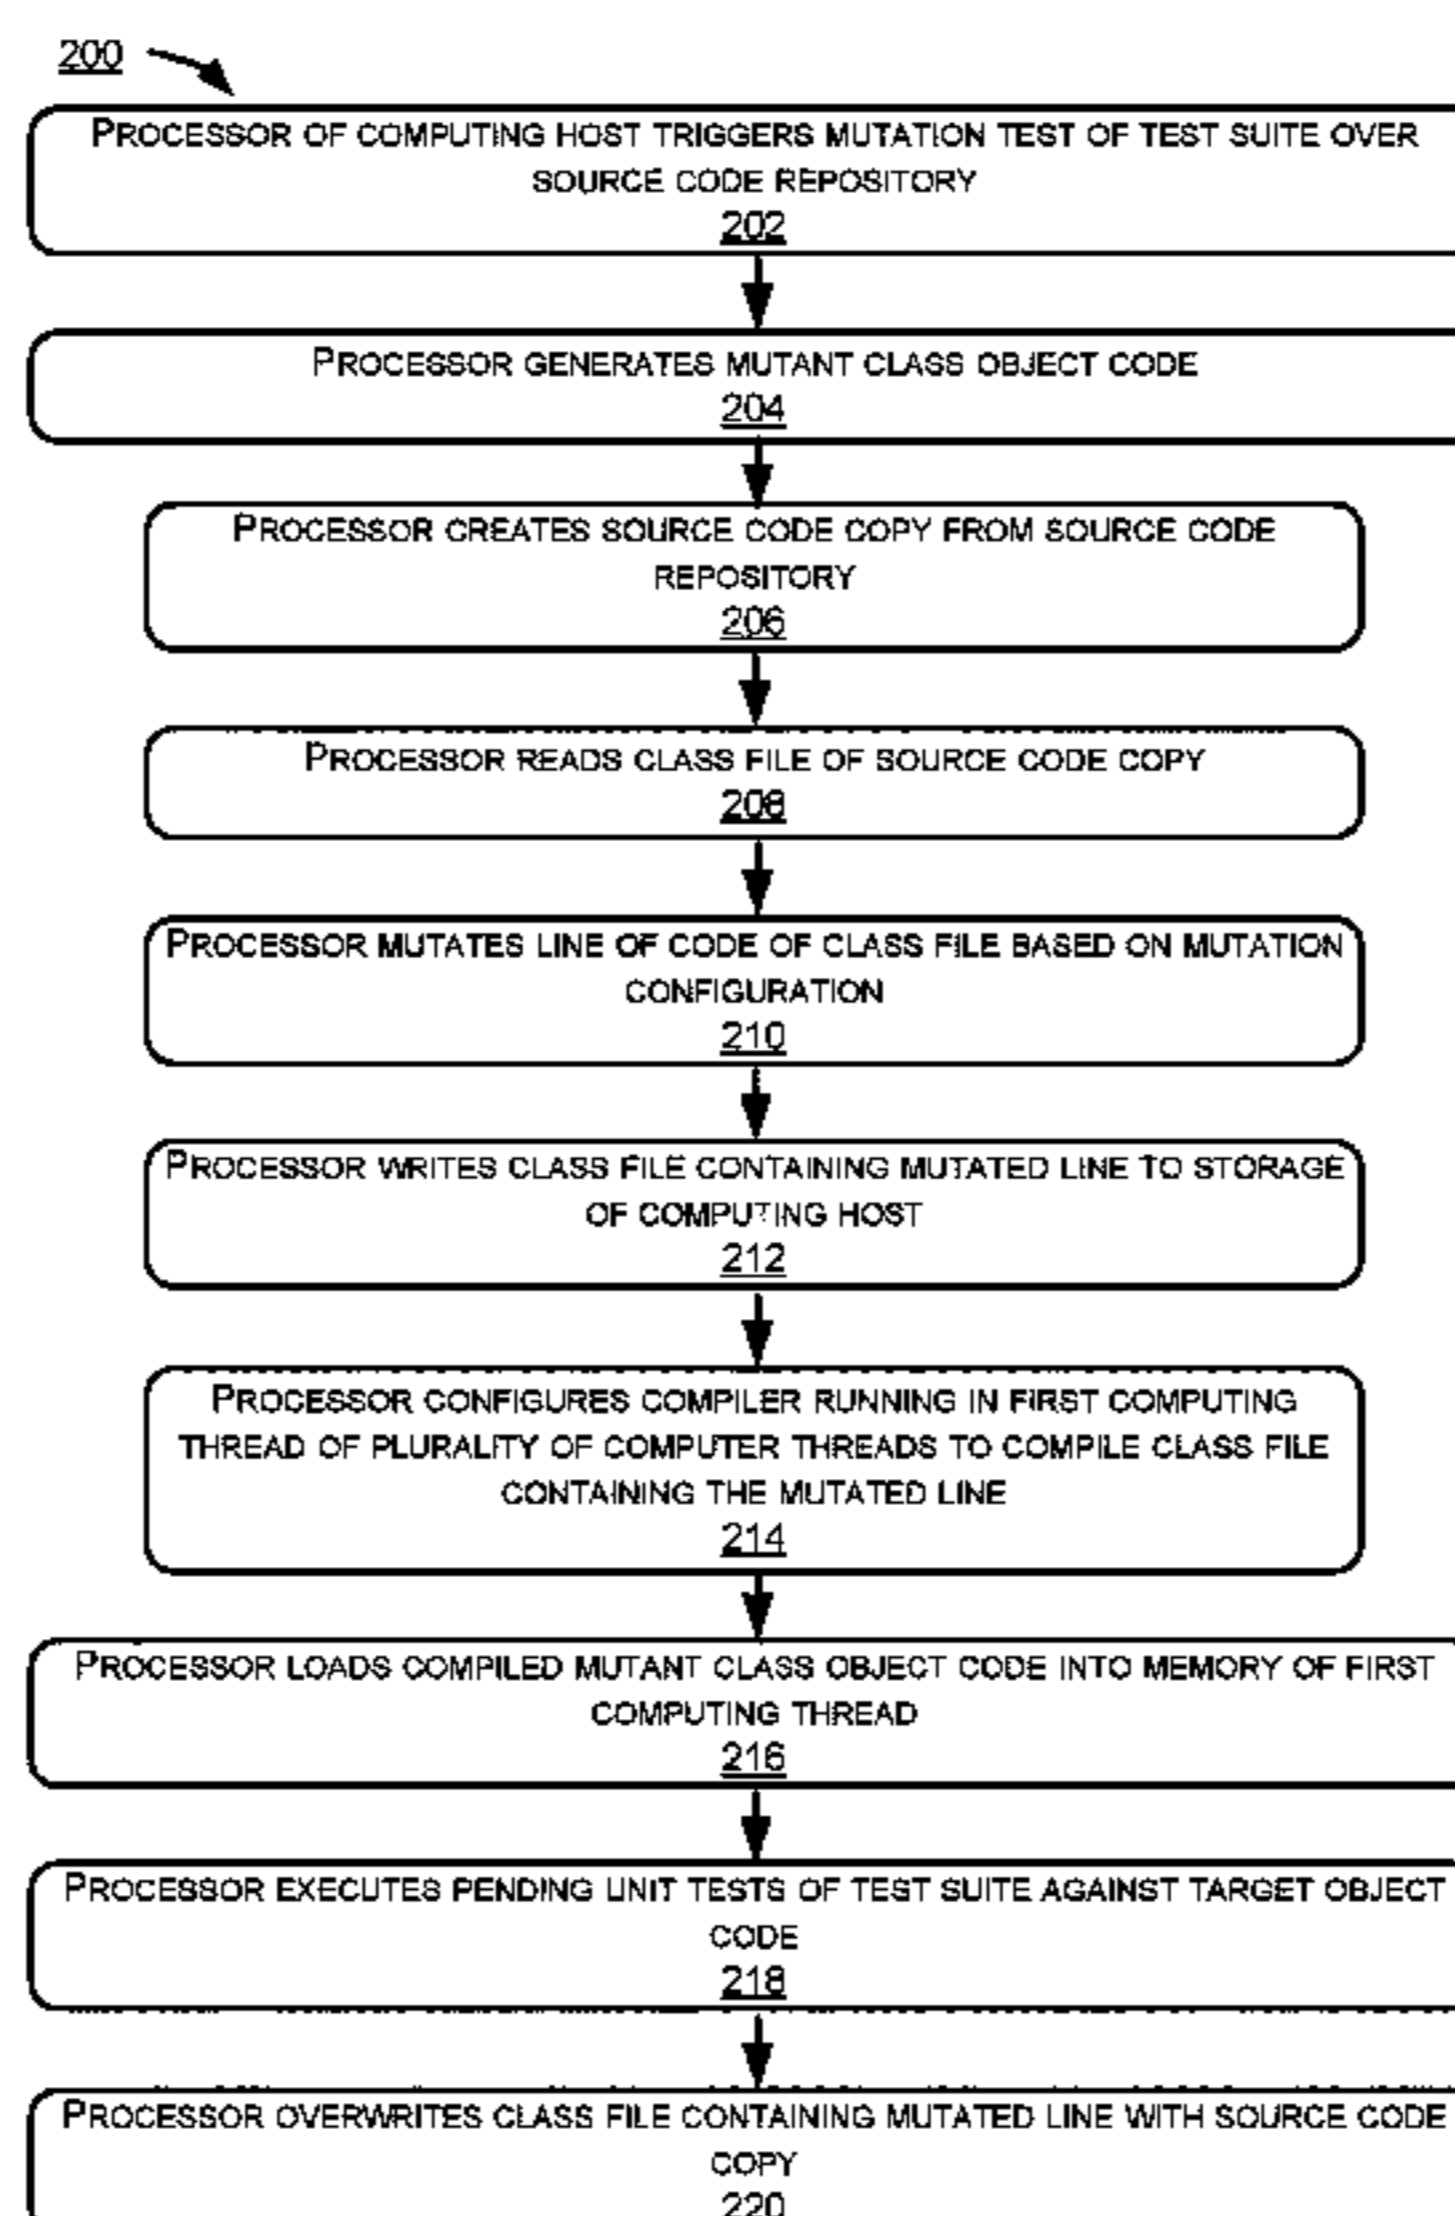 200
PROCESSOR OF COMPUTING HOST TRIGGERS MUTATION TEST OF TEST SUITE OVER
SOURCE CODE REPOSITORY
202
PROCESSOR GENERATES MUTANT CLASS OBJECT CODE
204
PROCESSOR CREATES SOURCE CODE COPY FROM SOURCE CODE
REPOSITORY
206
PROCESSOR READS CLASS FILE OF SOURCE CODE COPY
208
PROCESSOR MUTATES LINE OF CODE OF CLASS FILE BASED ON MUTATION
CONFIGURATION
210
PROCESSOR WRITES CLASS FILE CONTAINING MUTATED LINE TO STORAGE
OF COMPUTING HOST
212
PROCESSOR CONFIGURES COMPILER RUNNING IN FIRST COMPUTING
THREAD OF PLURALITY OF COMPUTER THREADS TO COMPILE CLASS FILE
CONTAINING THE MUTATED LINE
214
PROCESSOR LOADS COMPILED MUTANT CLASS OBJECT CODE INTO MEMORY OF FIRST
COMPUTING THREAD
216
PROCESSOR EXECUTES PENDING UNIT TESTS OF TEST SUITE AGAINST TARGET OBJECT
CODE
218
PROCESSOR OVERWRITES CLASS FILE CONTAINING MUTATED LINE WITH SOURCE CODE
COPY
220